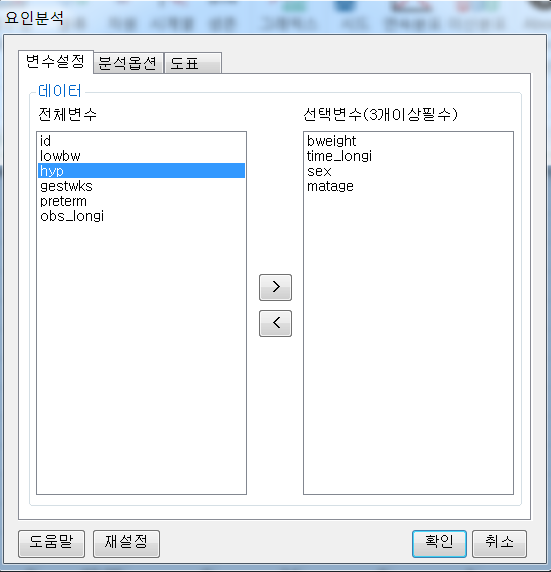 요인분석
변수설정 분석옵션 도표
데이터
전체변수 선택변수(3개이상필수)
id
lowbw
hyp
gestwks
preterm
obs_longi
bweight
time_longi
sex
matage
>
<
도움말 재설정 확인 취소